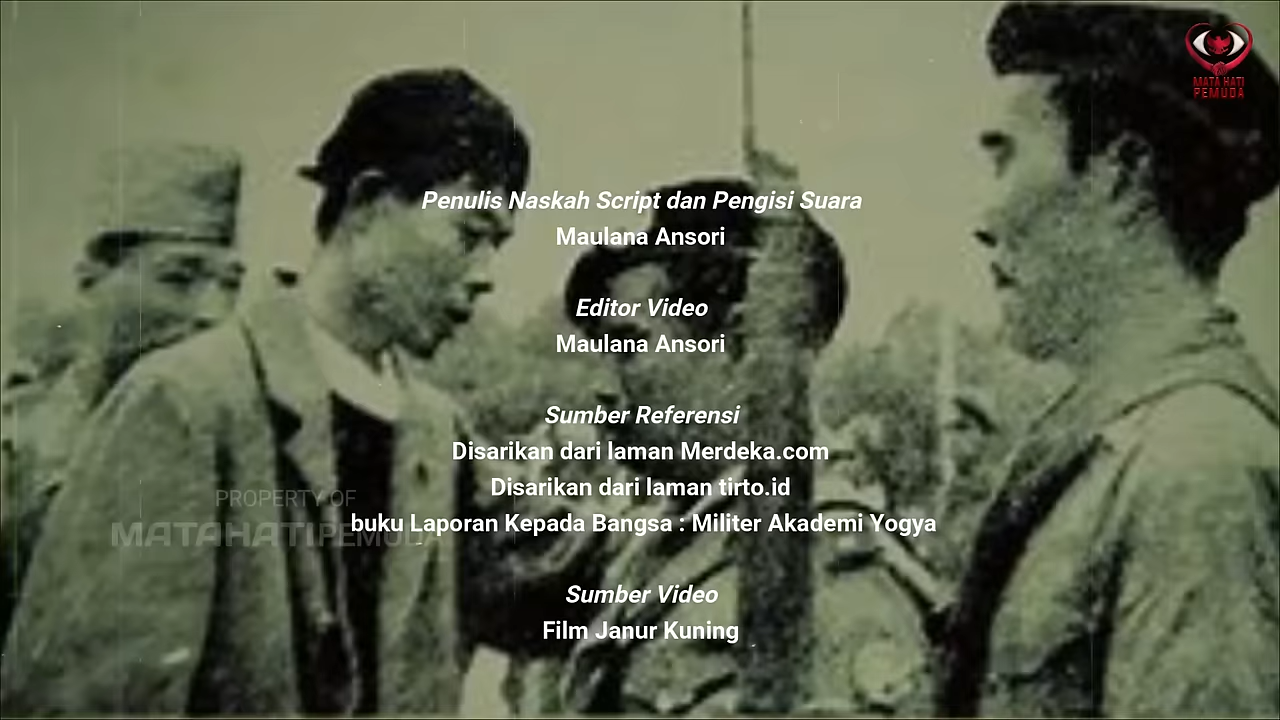 MATA HATI
PEMUDA
Penulis Naskah Script dan Pengisi Suara
Maulana Ansori
Editor Video
Maulana Ansori
Sumber Referensi
Disarikan dari laman Merdeka.com
Disarikan dari laman tirto.id
PROPERTY OF
MATAHATIPEMUDA
buku Laporan Kepada Bangsa : Militer Akademi Yogya
Sumber Video
Film Janur Kuning